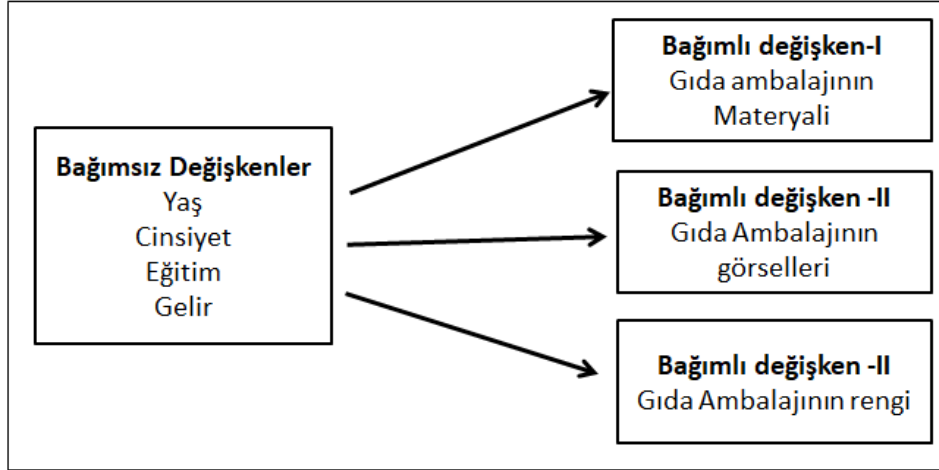 Bağımsız Değişkenler
Yaş
Cinsiyet
Eğitim
Gelir
Bağımlı değişken-I
Gıda ambalajının
Materyali
Bağımlı değişken -II
Gıda Ambalajının
görselleri
Bağımlı değişken -II
Gıda Ambalajının rengi